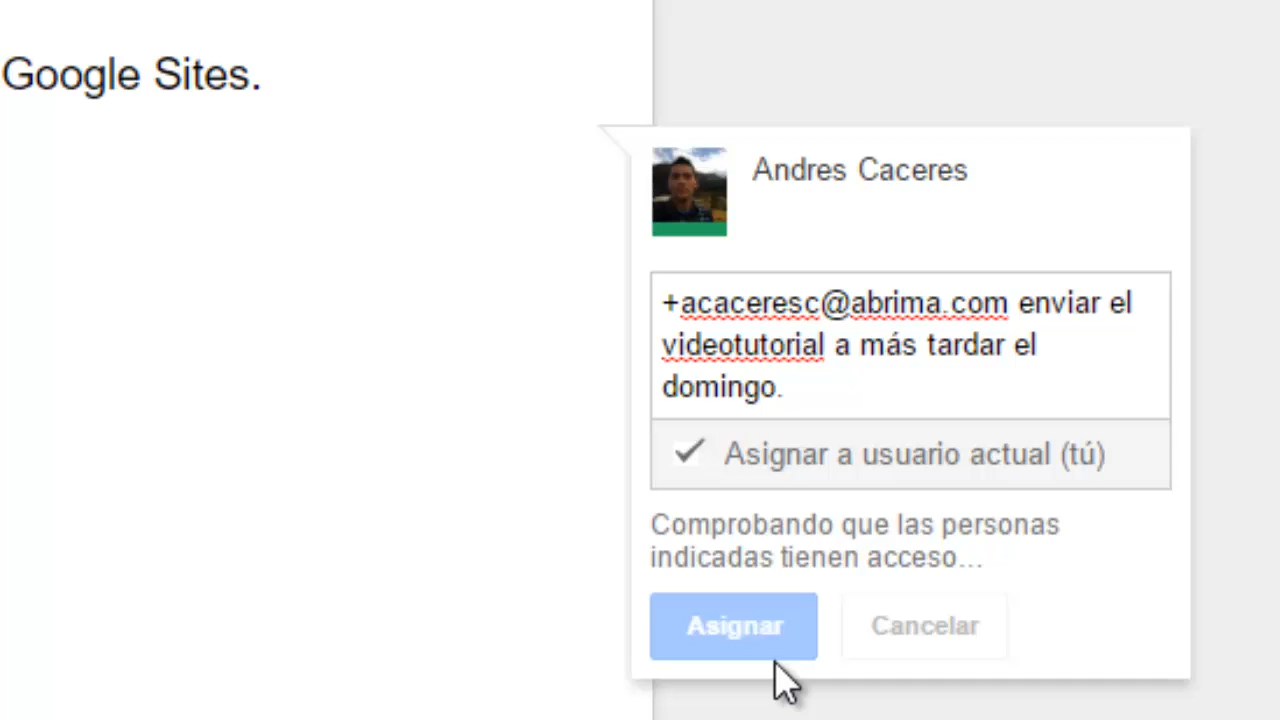 Google Sites.
Andres Caceres
+acaceresc@abrima.com enviar el
videotutorial a más tardar el
domingo.
Asignar a usuario actual (tú)
Comprobando que las personas
indicadas tienen acceso...
Asignar
Cancelar